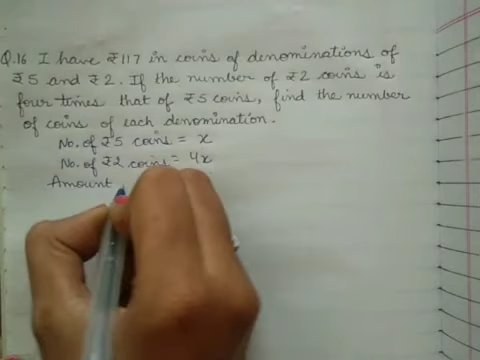 Q.16 I have ₹117 in coins of denominations of
₹5 and ₹2. If the number of ₹2 coins is
four times that of ₹5 coins, find the number
of coins of each denomination.
No. of ₹5 coins = x
No. of ₹2 coins = 4x
Amount